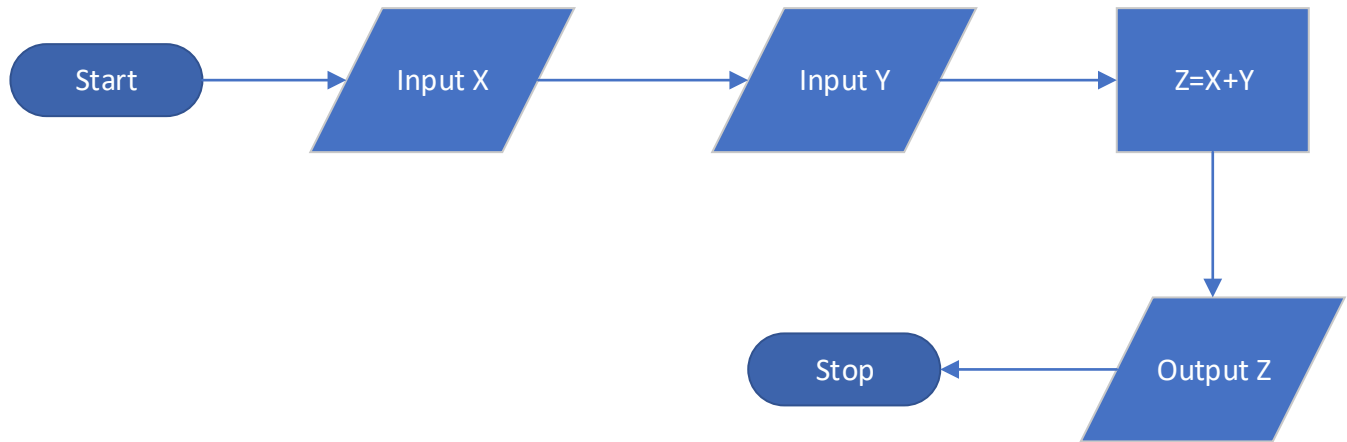 Start
Input X
Input Y
Z=X+Y
Output Z
Stop